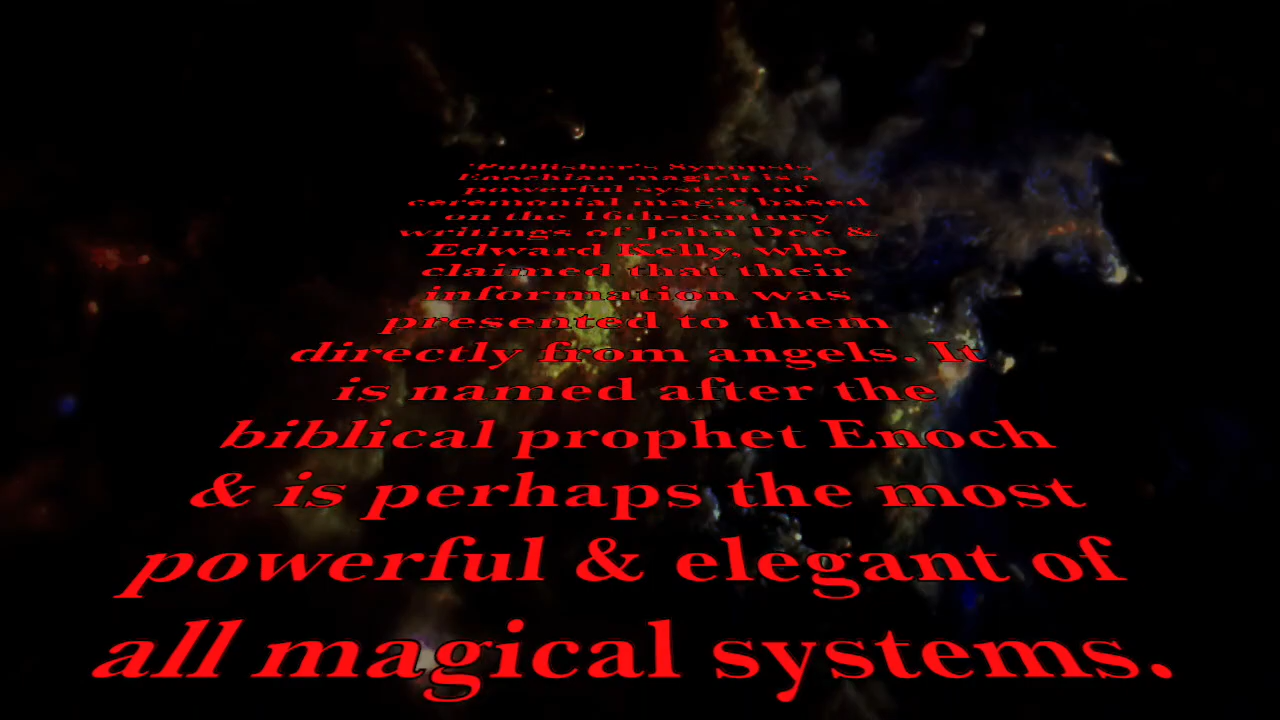 'Publisher's Synopsis
Enochian magick is a
powerful system of
ceremonial magic based
on the 16th-century
writings of John Dee &
Edward Kelly, who
claimed that their
information was
presented to them
directly from angels. It
is named after the
biblical prophet Enoch
& is perhaps the most
powerful & elegant of
all magical systems.